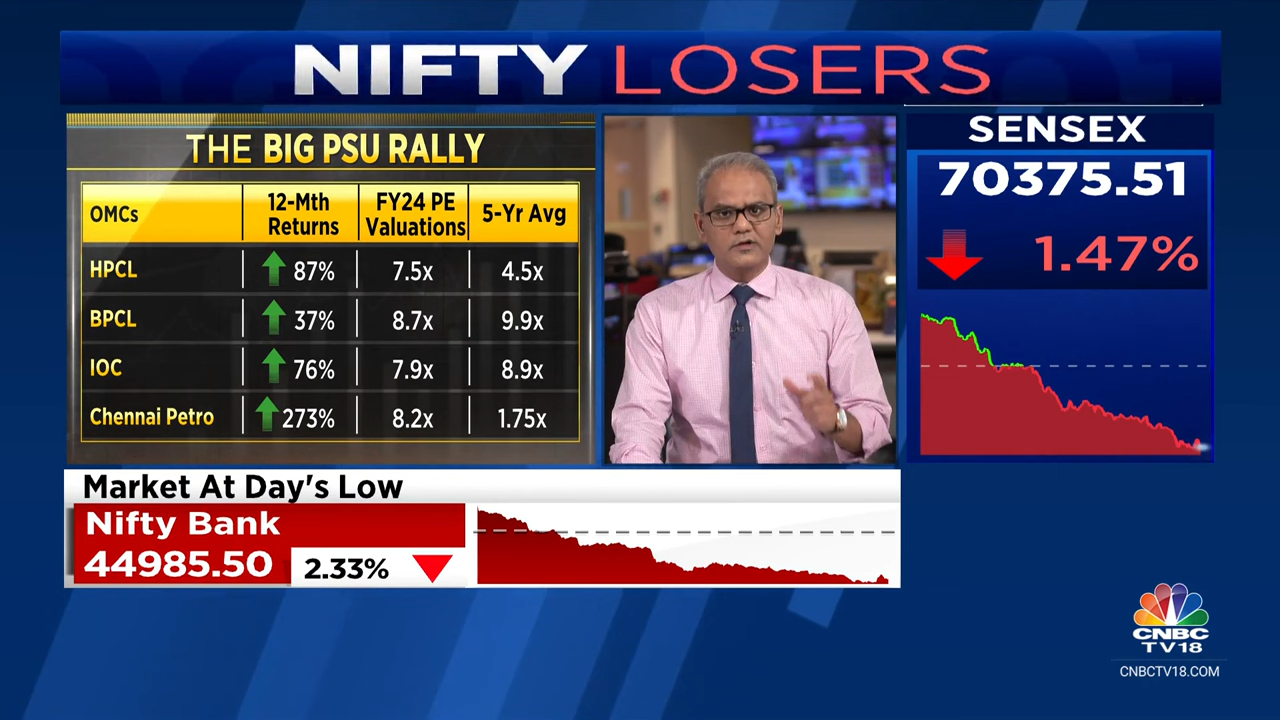 NIFTY LOSERS
THE BIG PSU RALLY
OMCs 12-Mth Returns FY24 PE Valuations 5-Yr Avg
HPCL 87% 7.5x 4.5x
BPCL 37% 8.7x 9.9x
IOC 76% 7.9x 8.9x
Chennai Petro 273% 8.2x 1.75x
SENSEX
70375.51
1.47%
Market At Day's Low
Nifty Bank
44985.50 2.33%
CNBC
TV18
CNBCTV18.COM